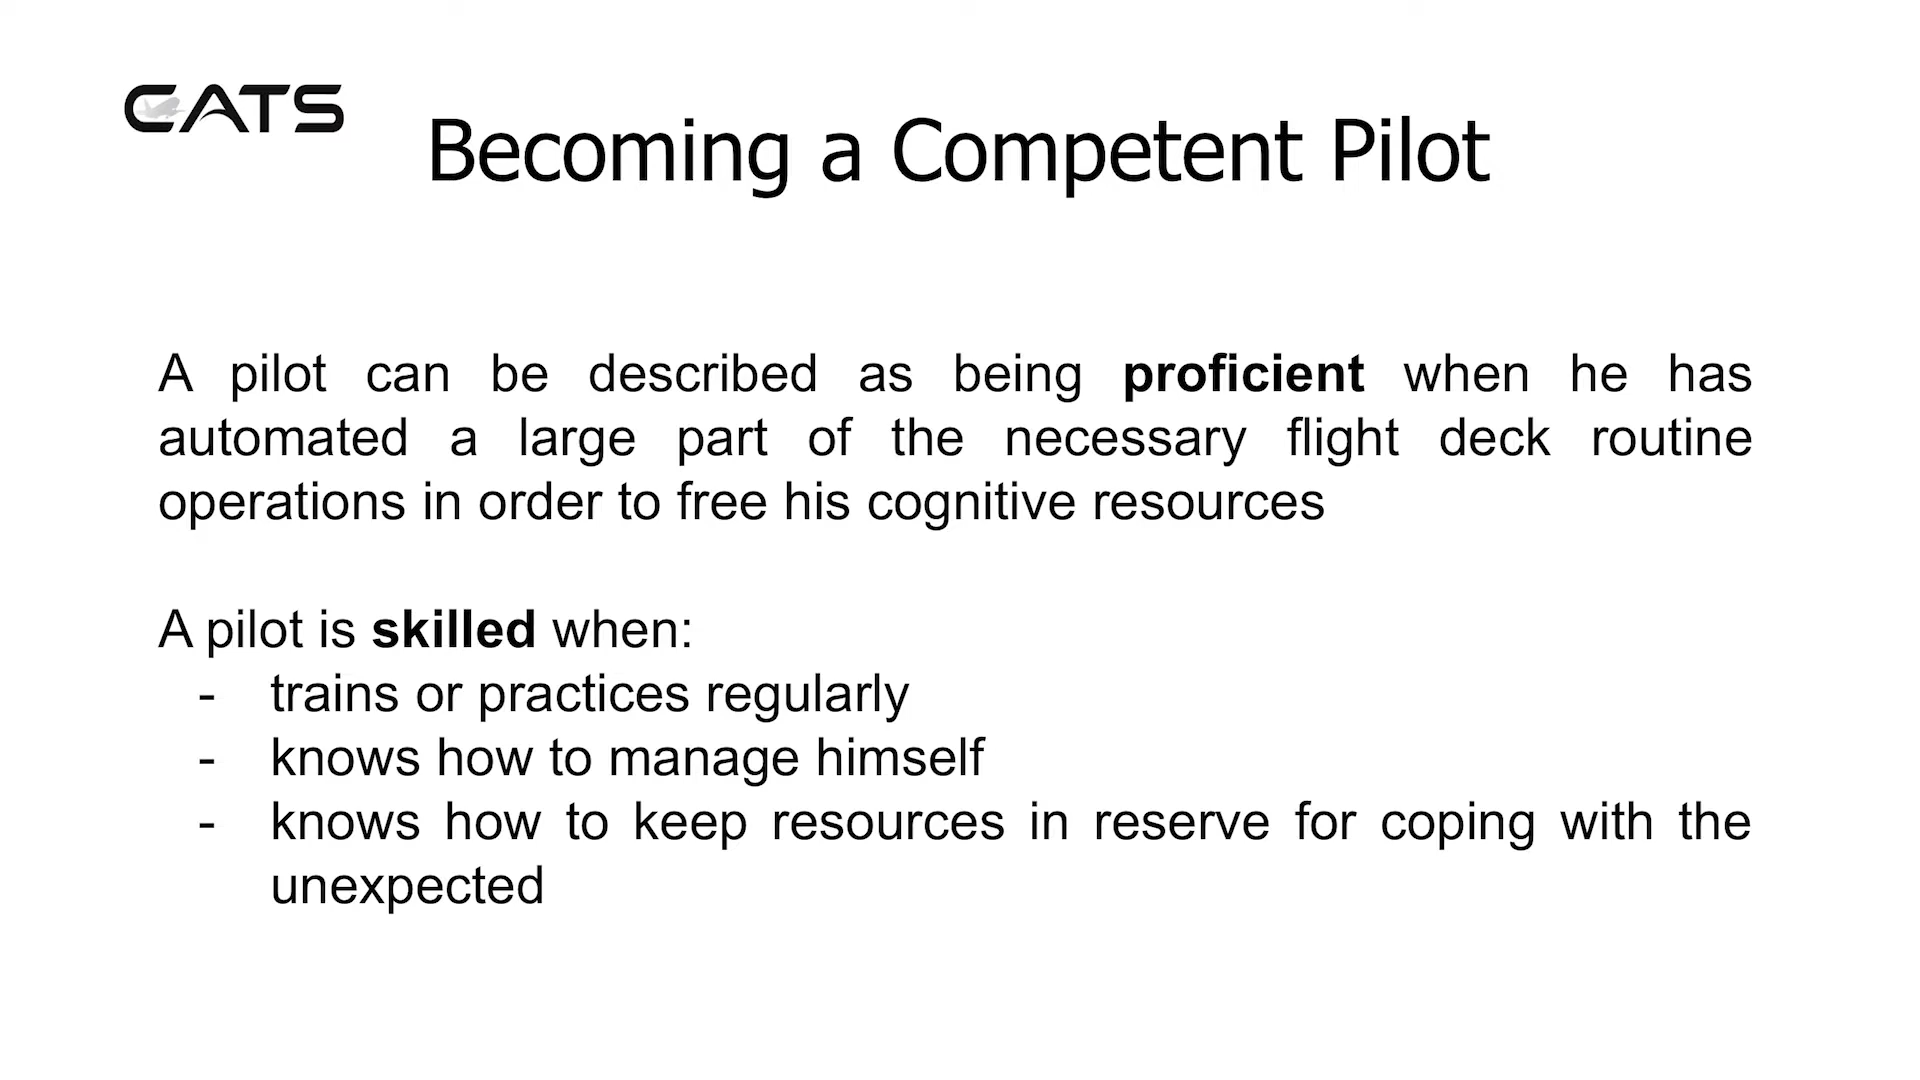 CATS
Becoming a Competent Pilot
A pilot can be described as being proficient when he has
automated a large part of the necessary flight deck routine
operations in order to free his cognitive resources
A pilot is skilled when:
- trains or practices regularly
- knows how to manage himself
- knows how to keep resources in reserve for coping with the
unexpected